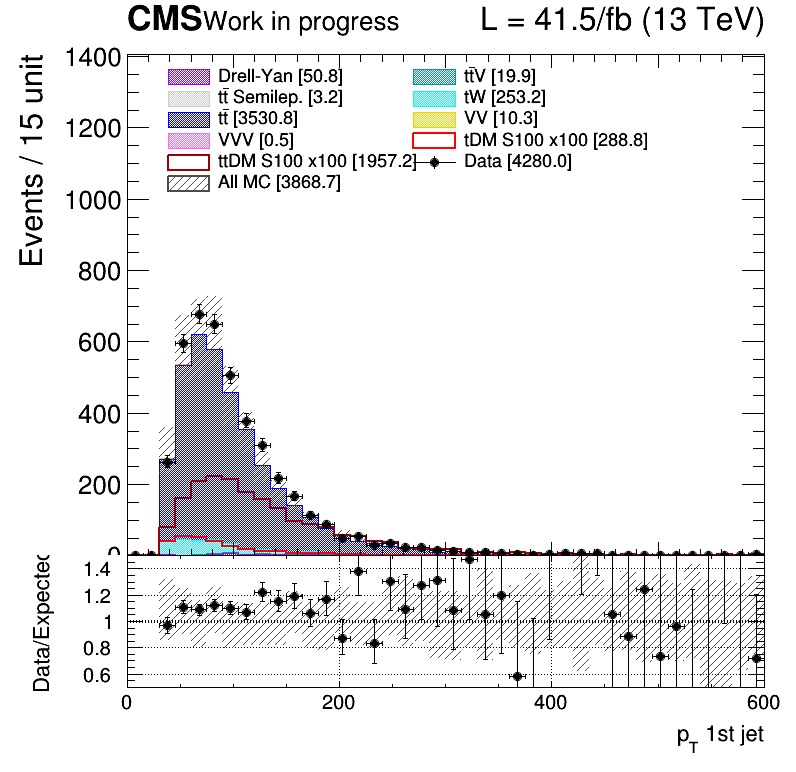 CMS Work in progress L = 41.5/fb (13 TeV)
Events / 15 unit
1400
1200
1000
800
600
400
200
0
Drell-Yan [50.8]
tt̄ Semilep. [3.2]
tt̄ [3530.8]
VVV [0.5]
ttDM S100 x100 [1957.2]
All MC [3868.7]
tt̄V [19.9]
tW [253.2]
VV [10.3]
tDM S100 x100 [288.8]
Data [4280.0]
Data/Expected
1.4
1.2
1
0.8
0.6
0 200 400 600
p_T 1st jet